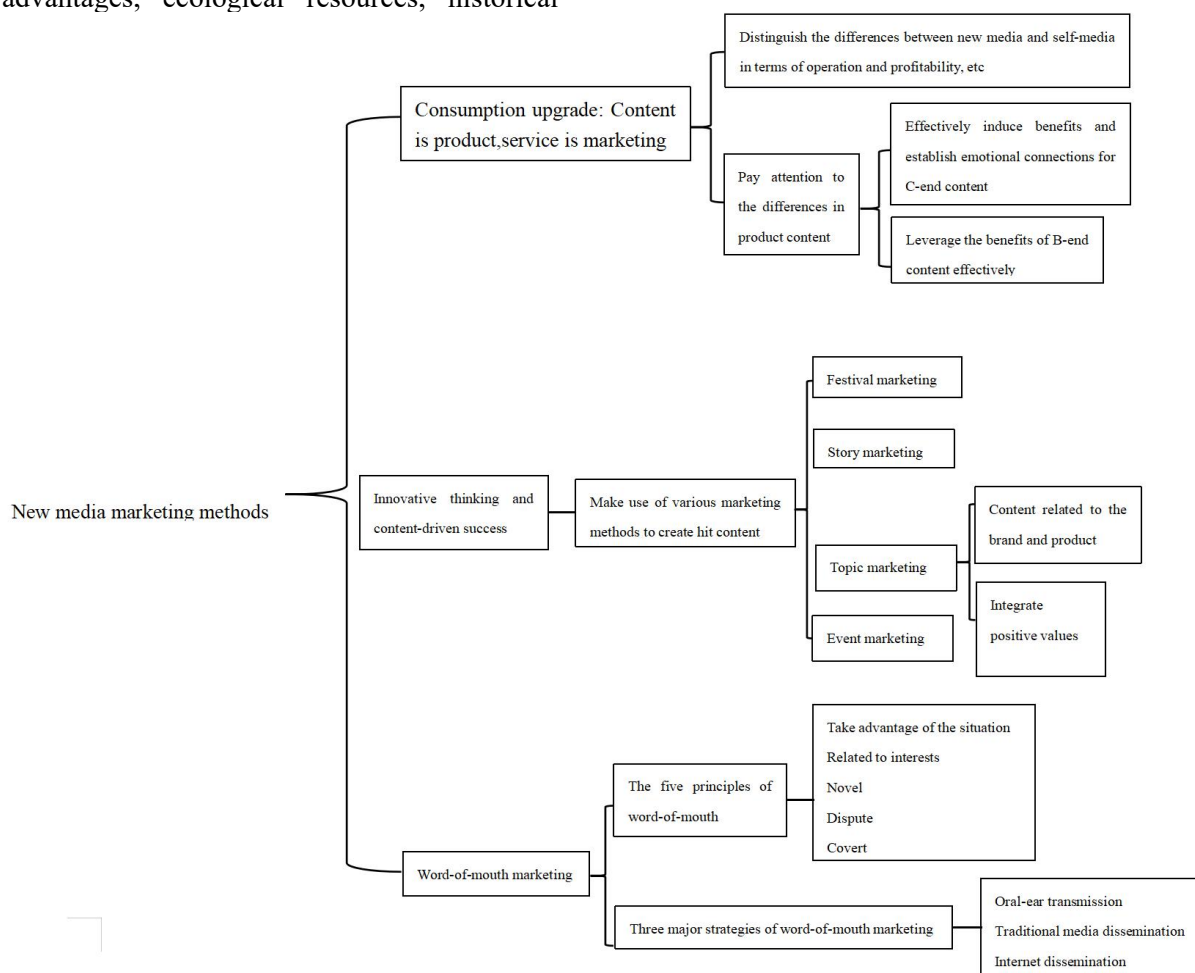 advantages, ecological resources, historical
Distinguish the differences between new media and self-media
in terms of operation and profitability, etc
Consumption upgrade: Content
is product,service is marketing
Effectively induce benefits and
establish emotional connections for
C-end content
Pay attention to
the differences in
product content
Leverage the benefits of B-end
content effectively
Festival marketing
Story marketing
New media marketing methods
Innovative thinking and
content-driven success
Make use of various marketing
methods to create hit content
Content related to the
brand and product
Topic marketing
Integrate
positive values
Event marketing
Take advantage of the situation
Related to interests
Novel
Dispute
Covert
The five principles of
word-of-mouth
Word-of-mouth marketing
Three major strategies of word-of-mouth marketing
Oral-ear transmission
Traditional media dissemination
Internet dissemination